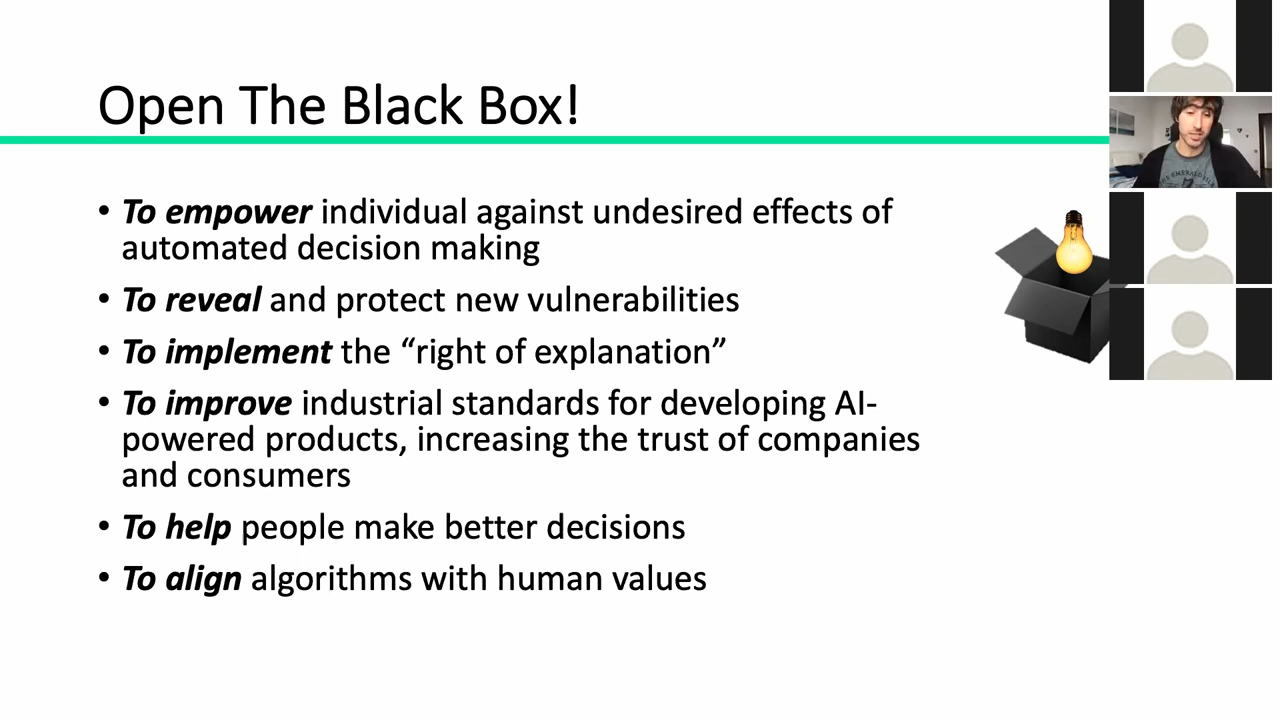 Open The Black Box!
• To empower individual against undesired effects of
automated decision making
• To reveal and protect new vulnerabilities
• To implement the “right of explanation”
• To improve industrial standards for developing AI-
powered products, increasing the trust of companies
and consumers
• To help people make better decisions
• To align algorithms with human values